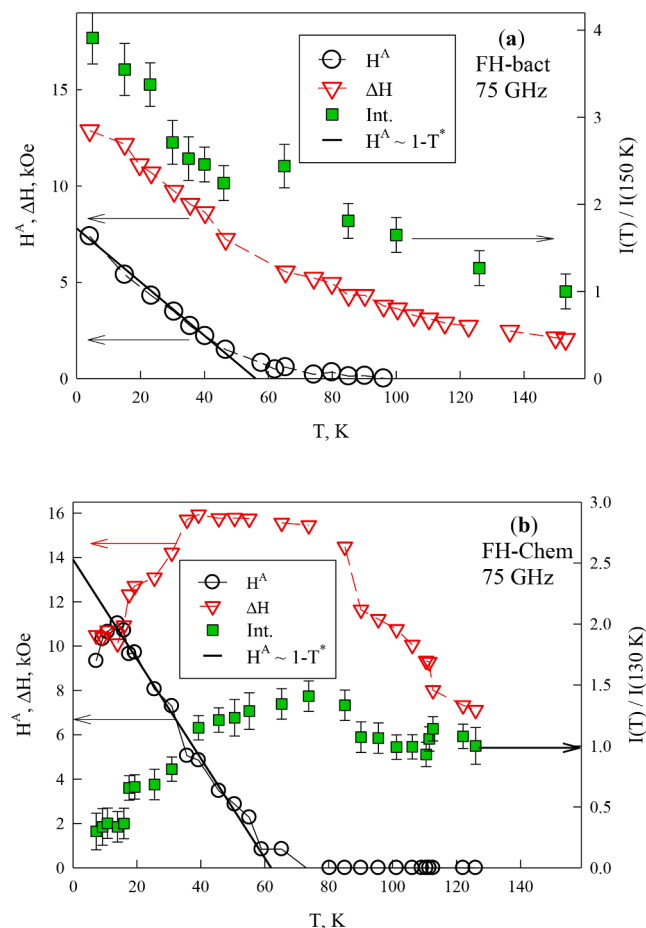 (a)
FH-bact
75 GHz
H^A
ΔH
Int.
H^A ~ 1-T^*
H^A, ΔH, kOe
15
10
5
0
I(T) / I(150 K)
4
3
2
1
0
0 20 40 60 80 100 120 140
T, K
(b)
FH-Chem
75 GHz
H^A
ΔH
Int.
H^A ~ 1-T^*
H^A, ΔH, kOe
16
14
12
10
8
6
4
2
0
I(T) / I(130 K)
3.0
2.5
2.0
1.5
1.0
0.5
0.0
0 20 40 60 80 100 120 140
T, K